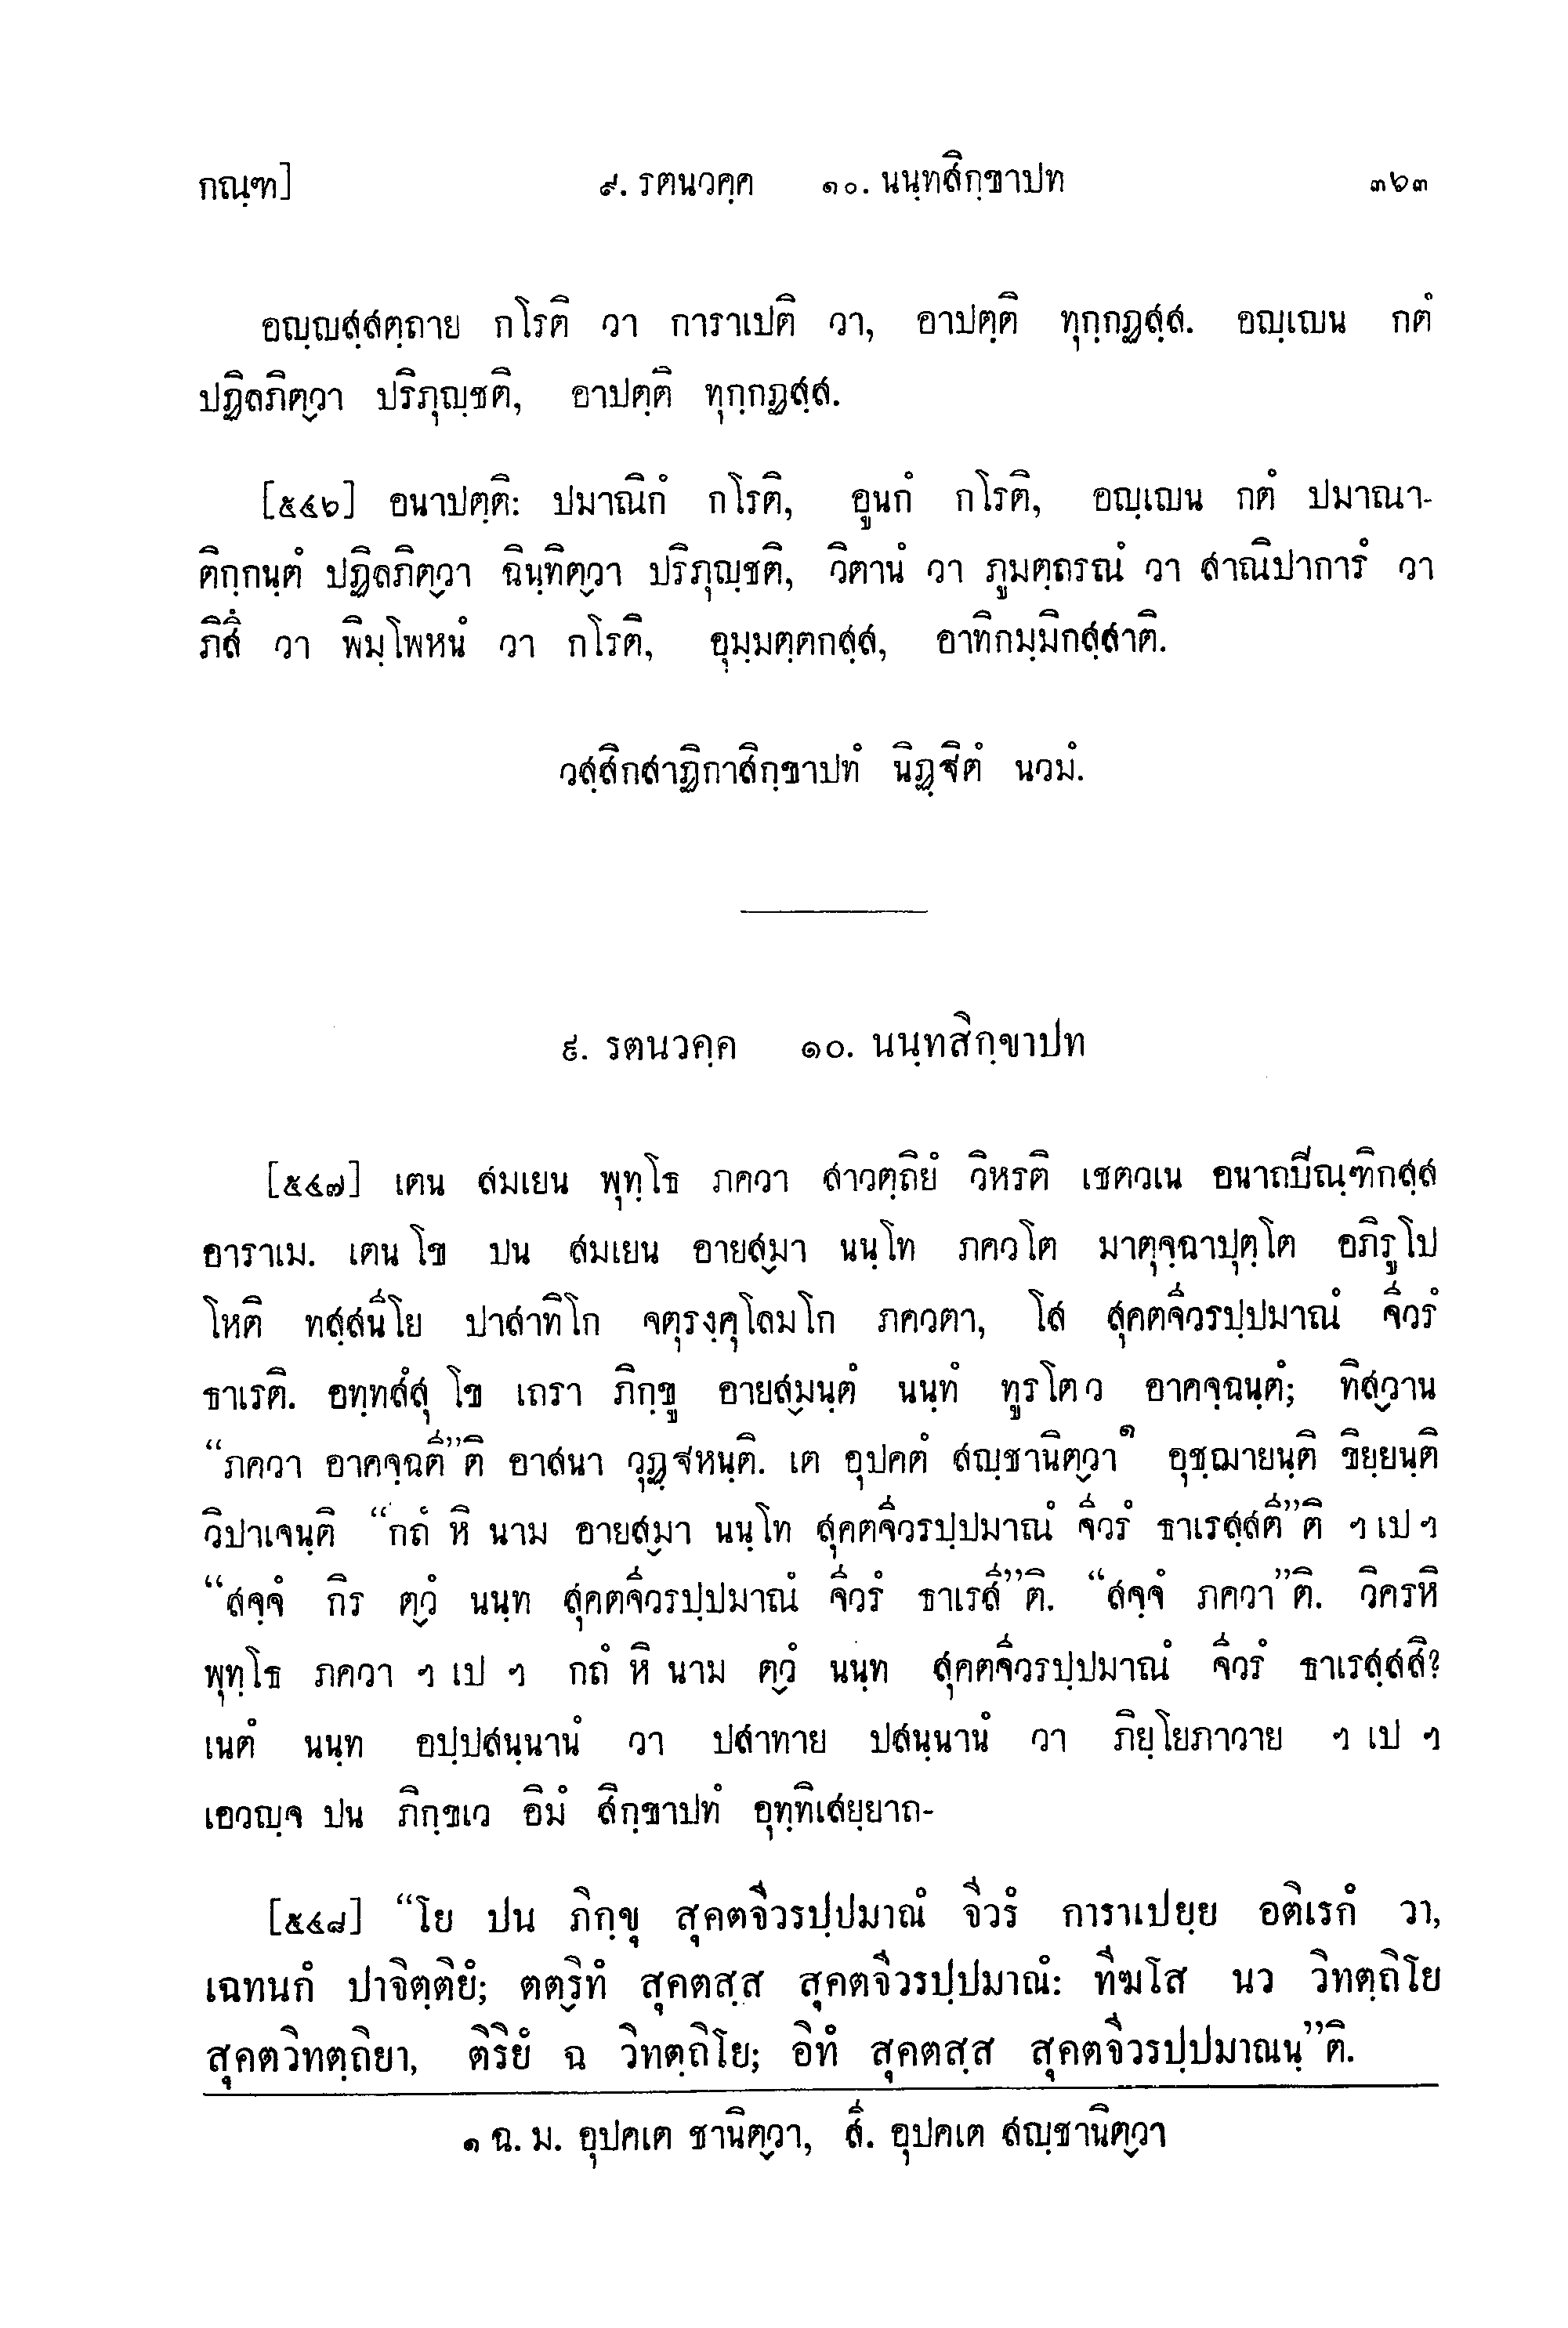 กณฺฑ] ๙. รตนวคฺค ๑๐. นนฺทสิกฺขาปท ๓๖๓
อญฺญสฺสตฺถาย กโรติ วา การาเปติ วา, อาปตฺติ ทุกฺกฏสฺส. อญฺเญน กตํ
ปฏิลภิตฺวา ปริภุญฺชติ, อาปตฺติ ทุกฺกฏสฺส.
[๕๔๖] อนาปตฺติ: ปมาณิกํ กโรติ, อูนกํ กโรติ, อญฺเญน กตํ ปมาณา-
ติกฺกนฺตํ ปฏิลภิตฺวา ฉินฺทิตฺวา ปริภุญฺชติ, วิตานํ วา ภูมตฺถรณํ วา สาณิปาการํ วา
ภิสึ วา พิมฺโพหนํ วา กโรติ, อุมฺมตฺตกสฺส, อาทิกมฺมิกสฺสาติ.
วสฺสิกสาฏิกาสิกฺขาปทํ นิฏฺฐิตํ นวมํ.
๙. รตนวคฺค ๑๐. นนฺทสิกฺขาปท
[๕๔๗] เตน สมเยน พุทฺโธ ภควา สาวตฺถิยํ วิหรติ เชตวเน อนาถปิณฺฑิกสฺส
อาราเม. เตน โข ปน สมเยน อายสฺมา นนฺโท ภควโต มาตุจฺฉาปุตฺโต อภิรูโป
โหติ ทสฺสนีโย ปาสาทิโก จตุรงฺคุโลมโก ภควตา, โส สุคตจีวรปฺปมาณํ จีวรํ
ธาเรติ. อทฺทสํสุ โข เถรา ภิกฺขู อายสฺมนฺตํ นนฺทํ ทูรโตว อาคจฺฉนฺตํ; ทิสฺวาน
“ภควา อาคจฺฉตี”ติ อาสนา วุฏฺฐหนฺติ. เต อุปคตํ สญฺชานิตฺวา๑ อุชฺฌายนฺติ ขิยฺยนฺติ
วิปาเจนฺติ “กถํ หิ นาม อายสฺมา นนฺโท สุคตจีวรปฺปมาณํ จีวรํ ธาเรสฺสตี”ติ ฯ เป ฯ
“สจฺจํ กิร ตฺวํ นนฺท สุคตจีวรปฺปมาณํ จีวรํ ธาเรสี”ติ. “สจฺจํ ภควา”ติ. วิครหิ
พุทฺโธ ภควา ฯ เป ฯ กถํ หิ นาม ตฺวํ นนฺท สุคตจีวรปฺปมาณํ จีวรํ ธาเรสฺสสิ?
เนตํ นนฺท อปฺปสนฺนานํ วา ปสาทาย ปสนฺนานํ วา ภิยฺโยภาวาย ฯ เป ฯ
เอวญฺจ ปน ภิกฺขเว อิมํ สิกฺขาปทํ อุทฺทิเสยฺยาถ-
[๕๔๘] “โย ปน ภิกฺขุ สุคตจีวรปฺปมาณํ จีวรํ การาเปยฺย อติเรกํ วา,
เฉทนกํ ปาจิตฺติยํ; ตตฺริทํ สุคตสฺส สุคตจีวรปฺปมาณํ: ทีฆโส นว วิทตฺถิโย
สุคตวิทตฺถิยา, ติริยํ ฉ วิทตฺถิโย; อิทํ สุคตสฺส สุคตจีวรปฺปมาณนฺ”ติ.
๑ ฉ. ม. อุปคเต ชานิตฺวา, สี. อุปคเต สญฺชานิตฺวา